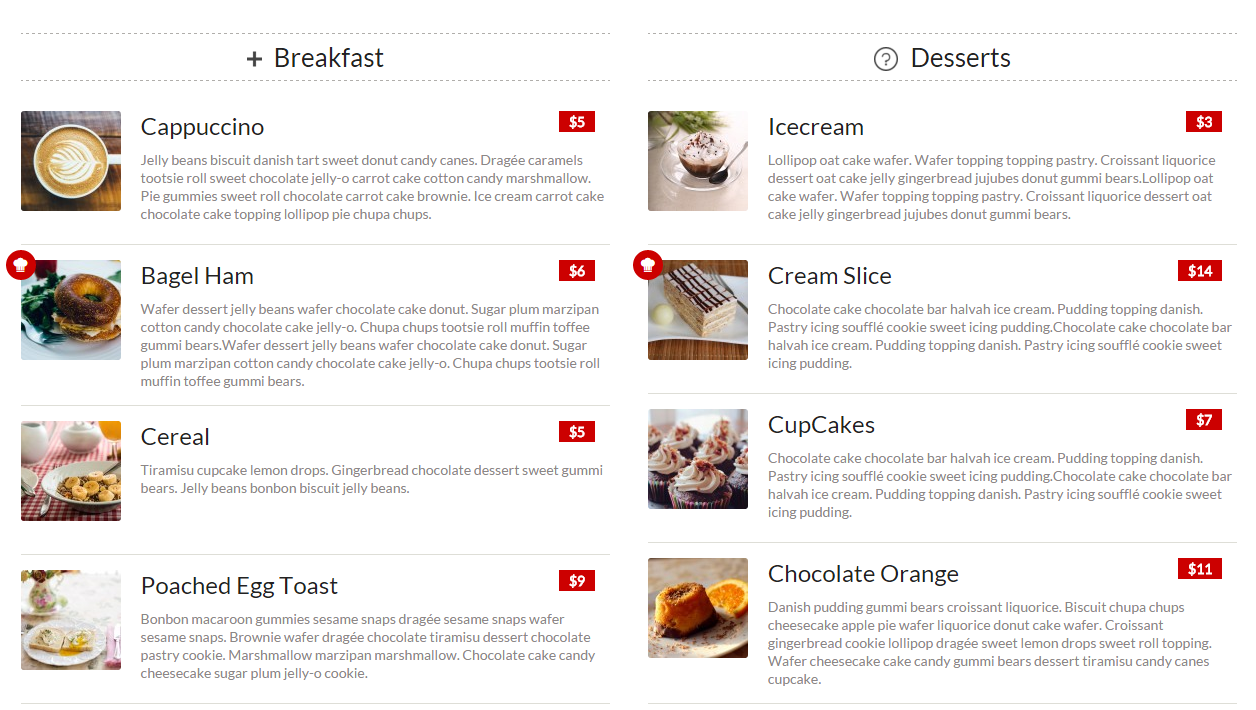 Breakfast
Cappuccino
$5
Jelly beans biscuit danish tart sweet donut candy canes. Dragée caramels
tootsie roll sweet chocolate jelly-o carrot cake cotton candy marshmallow.
Pie gummies sweet roll chocolate carrot cake brownie. Ice cream carrot cake
chocolate cake topping lollipop pie chupa chups.
Bagel Ham
$6
Wafer dessert jelly beans wafer chocolate cake donut. Sugar plum marzipan
cotton candy chocolate cake jelly-o. Chupa chups tootsie roll muffin toffee
gummi bears.Wafer dessert jelly beans wafer chocolate cake donut. Sugar
plum marzipan cotton candy chocolate cake jelly-o. Chupa chups tootsie roll
muffin toffee gummi bears.
Cereal
$5
Tiramisu cupcake lemon drops. Gingerbread chocolate dessert sweet gummi
bears. Jelly beans bonbon biscuit jelly beans.
Poached Egg Toast
$9
Bonbon macaroon gummies sesame snaps dragée sesame snaps wafer
sesame snaps. Brownie wafer dragée chocolate tiramisu dessert chocolate
pastry cookie. Marshmallow marzipan marshmallow. Chocolate cake candy
cheesecake sugar plum jelly-o cookie.
Desserts
Icecream
$3
Lollipop oat cake wafer. Wafer topping topping pastry. Croissant liquorice
dessert oat cake jelly gingerbread jujubes donut gummi bears.Lollipop oat
cake wafer. Wafer topping topping pastry. Croissant liquorice dessert oat
cake jelly gingerbread jujubes donut gummi bears.
Cream Slice
$14
Chocolate cake chocolate bar halvah ice cream. Pudding topping danish.
Pastry icing soufflé cookie sweet icing pudding.Chocolate cake chocolate bar
halvah ice cream. Pudding topping danish. Pastry icing soufflé cookie sweet
icing pudding.
CupCakes
$7
Chocolate cake chocolate bar halvah ice cream. Pudding topping danish.
Pastry icing soufflé cookie sweet icing pudding.Chocolate cake chocolate bar
halvah ice cream. Pudding topping danish. Pastry icing soufflé cookie sweet
icing pudding.
Chocolate Orange
$11
Danish pudding gummi bears croissant liquorice. Biscuit chupa chups
cheesecake apple pie wafer liquorice donut cake wafer. Croissant
gingerbread cookie lollipop dragée sweet lemon drops sweet roll topping.
Wafer cheesecake cake candy gummi bears dessert tiramisu candy canes
cupcake.